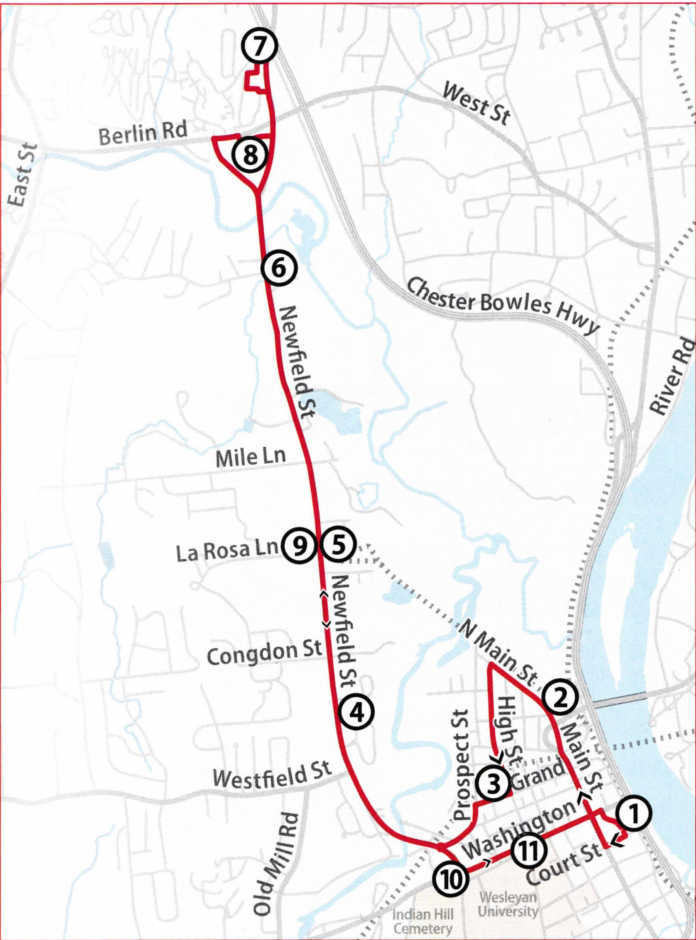 7
West St
Berlin Rd
8
East St
6
Chester Bowles Hwy
Newfield St
River Rd
Mile Ln
La Rosa Ln
9
5
Newfield St
N Main St
Congdon St
2
High St
4
Prospect St
Main St
Westfield St
3
Grand
1
Washington
Old Mill Rd
11
Court St
10
Wesleyan
University
Indian Hill
Cemetery